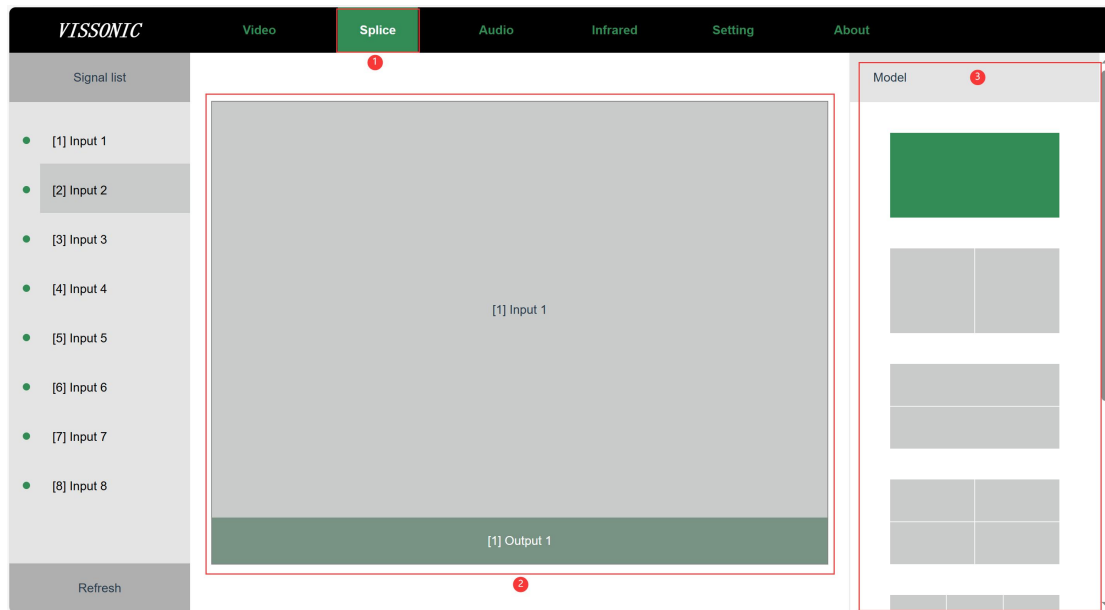 VISSONIC
Video
Splice
Audio
Infrared
Setting
About
1
Signal list
[1] Input 1
[2] Input 2
[3] Input 3
[4] Input 4
[5] Input 5
[6] Input 6
[7] Input 7
[8] Input 8
Refresh
[1] Input 1
[1] Output 1
2
Model
3